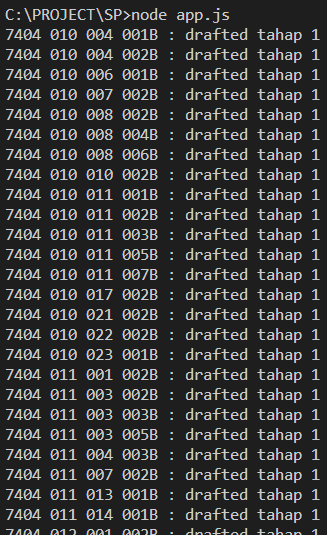 C:\PROJECT\SP>node app.js
7404 010 004 001B : drafted tahap 1
7404 010 004 002B : drafted tahap 1
7404 010 006 001B : drafted tahap 1
7404 010 007 002B : drafted tahap 1
7404 010 008 002B : drafted tahap 1
7404 010 008 004B : drafted tahap 1
7404 010 008 006B : drafted tahap 1
7404 010 010 002B : drafted tahap 1
7404 010 011 001B : drafted tahap 1
7404 010 011 002B : drafted tahap 1
7404 010 011 003B : drafted tahap 1
7404 010 011 005B : drafted tahap 1
7404 010 011 007B : drafted tahap 1
7404 010 017 002B : drafted tahap 1
7404 010 021 002B : drafted tahap 1
7404 010 022 002B : drafted tahap 1
7404 010 023 001B : drafted tahap 1
7404 011 001 002B : drafted tahap 1
7404 011 003 002B : drafted tahap 1
7404 011 003 003B : drafted tahap 1
7404 011 003 005B : drafted tahap 1
7404 011 004 003B : drafted tahap 1
7404 011 007 002B : drafted tahap 1
7404 011 013 001B : drafted tahap 1
7404 011 014 001B : drafted tahap 1
7404 012 001 002B : drafted tahap 1